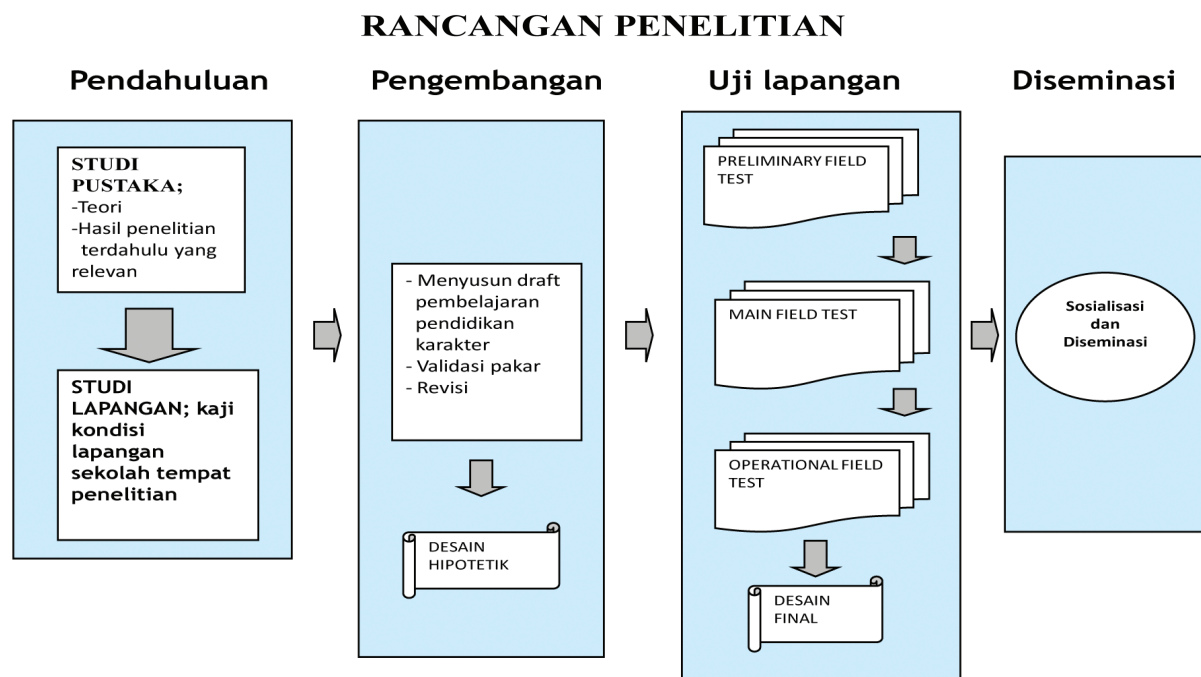 RANCANGAN PENELITIAN
Pendahuluan
STUDI
PUSTAKA;
-Teori
-Hasil penelitian
terdahulu yang
relevan
STUDI
LAPANGAN; kaji
kondisi
lapangan
sekolah tempat
penelitian
Pengembangan
- Menyusun draft
pembelajaran
pendidikan
karakter
- Validasi pakar
- Revisi
DESAIN
HIPOTETIK
Uji lapangan
PRELIMINARY FIELD
TEST
MAIN FIELD TEST
OPERATIONAL FIELD
TEST
DESAIN
FINAL
Diseminasi
Sosialisasi
dan
Diseminasi